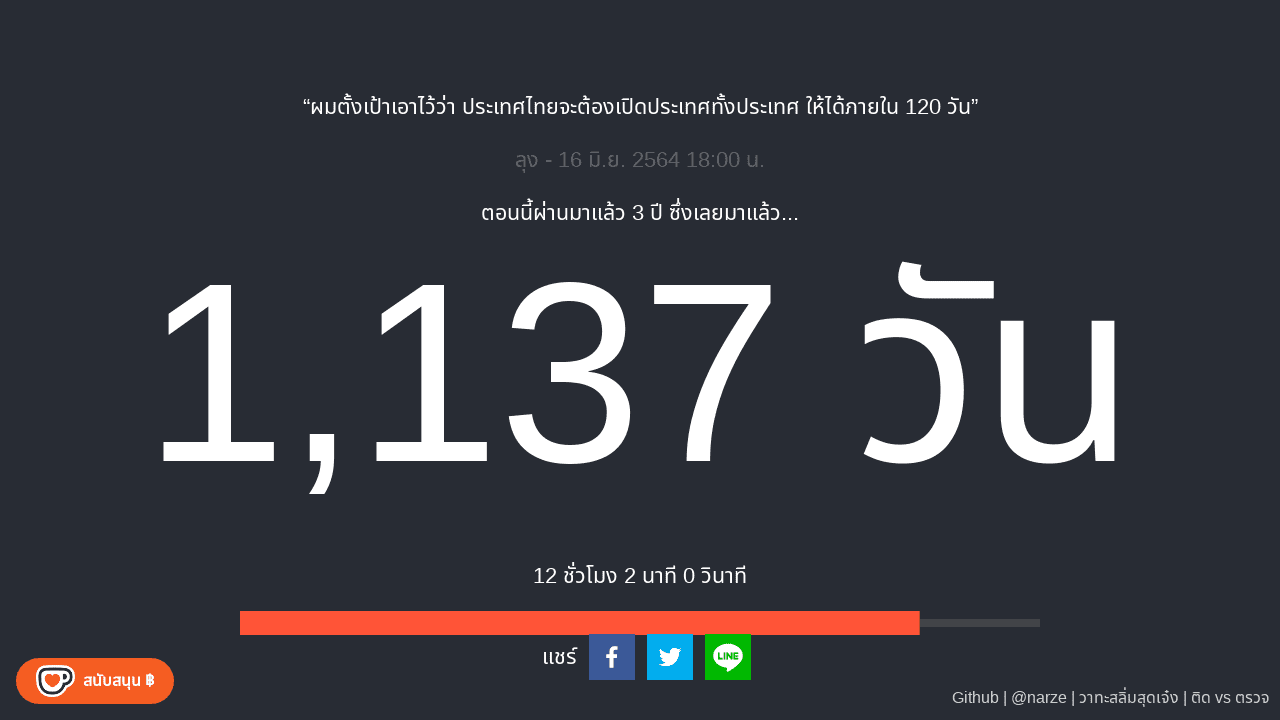 “ผมตั้งเป้าเอาไว้ว่า ประเทศไทยจะต้องเปิดประเทศทั้งประเทศ ให้ได้ภายใน 120 วัน”
ลุง - 16 มิ.ย. 2564 18:00 น.
ตอนนี้ผ่านมาแล้ว 3 ปี ซึ่งเลยมาแล้ว...
1,137 วัน
12 ชั่วโมง 2 นาที 0 วินาที
แชร์
LINE
สนับสนุน ฿
Github | @narze | วาทะสลิ่มสุดเจ๋ง | ติด vs ตรวจ